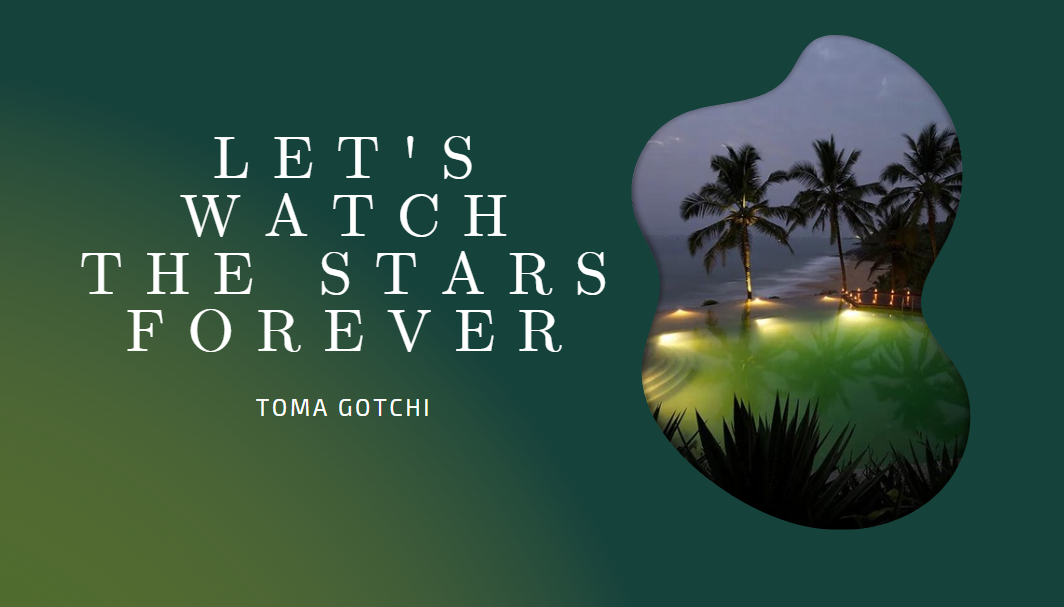 LET'S
WATCH
THE STARS
FOREVER
TOMA GOTCHI